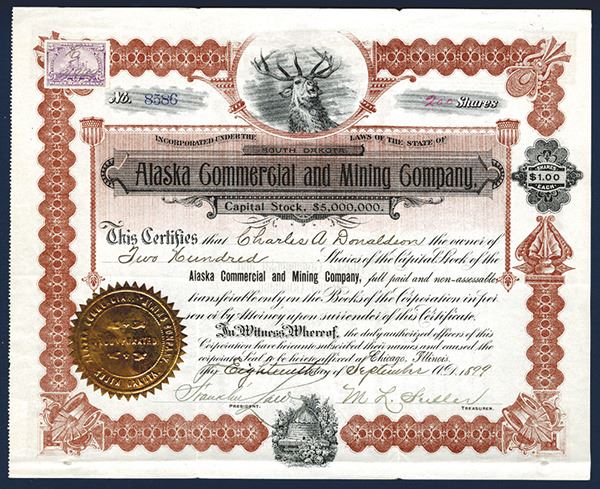 No. 8586
200 Shares
INCORPORATED UNDER THE LAWS OF THE STATE OF
SOUTH DAKOTA.
Alaska Commercial and Mining Company.
Capital Stock, $5,000,000.
SHARES
$1.00
EACH
This Certifies that Charles A Donaldson the owner of
Two Hundred Shares of the Capital Stock of the
Alaska Commercial and Mining Company, full paid and non-assessable
transferable only on the Books of the Corporation in per
son or by Attorney upon surrender of this Certificate.
In Witness Whereof, the duly authorized officers of this
Corporation have hereunto subscribed their names and caused the
corporate Seal to be hereto affixed at Chicago, Illinois.
this Eighteenth day of September A.D. 1899
INCORPORATED
SOUTH DAKOTA
M. L. Fuller
PRESIDENT.
TREASURER.